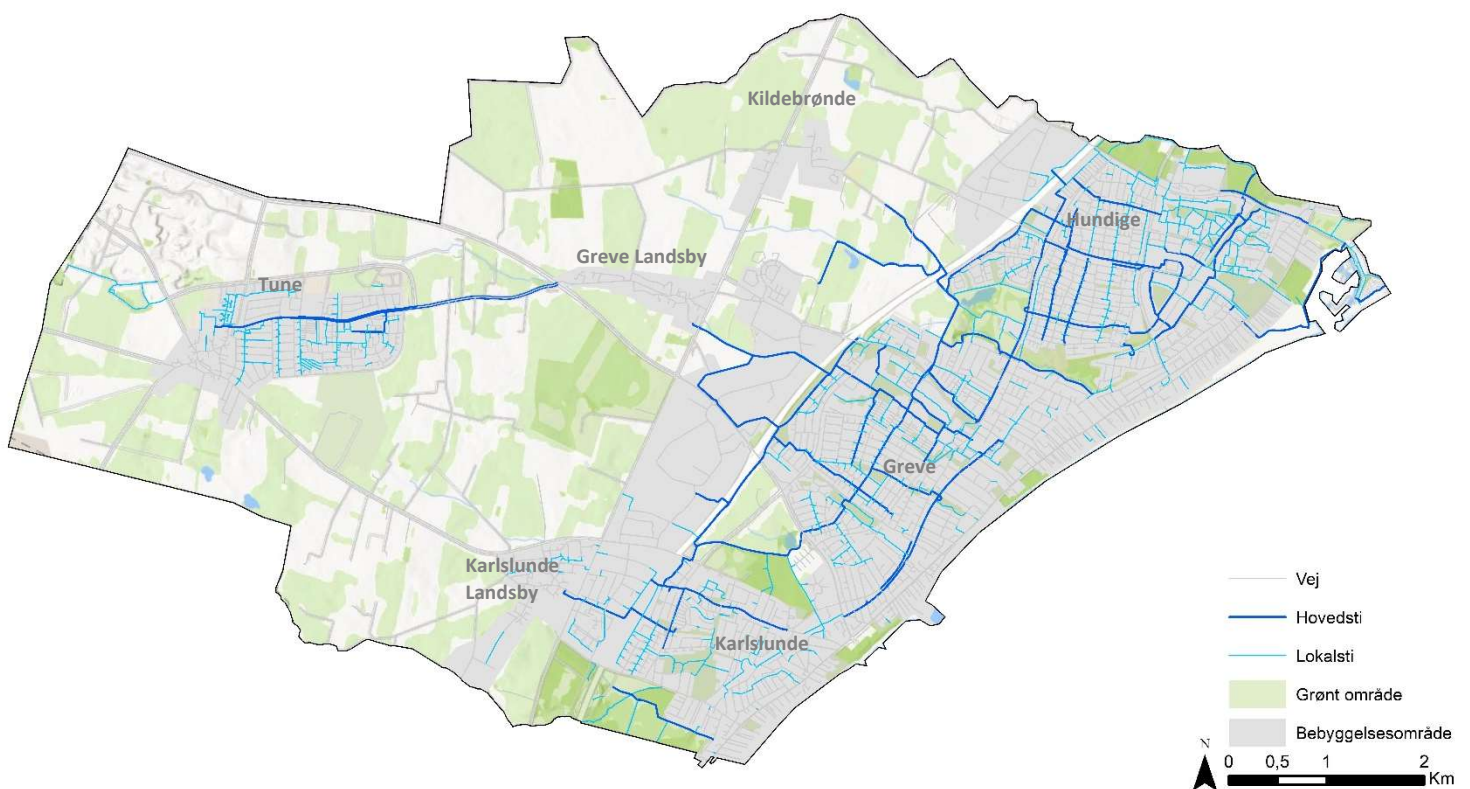 Kildebrønde
Hundige
Greve Landsby
Tune
Greve
Karlslunde
Landsby
Karlslunde
Vej
Hovedsti
Lokalsti
Grønt område
Bebyggelsesområde
N
0 0,5 1 2
Km